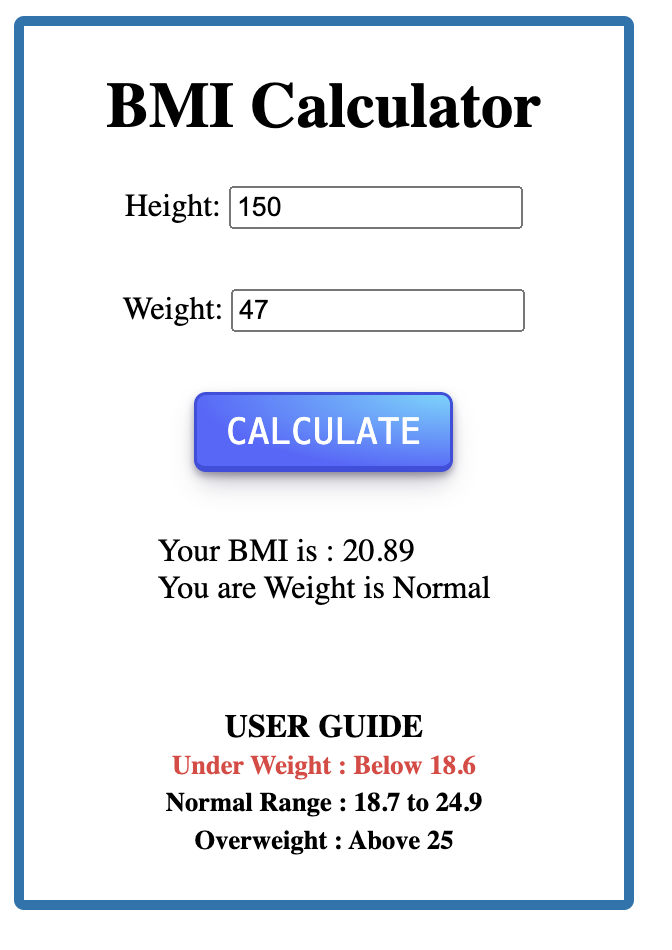 BMI Calculator
Height: 150
Weight: 47
CALCULATE
Your BMI is : 20.89
You are Weight is Normal
USER GUIDE
Under Weight : Below 18.6
Normal Range : 18.7 to 24.9
Overweight : Above 25